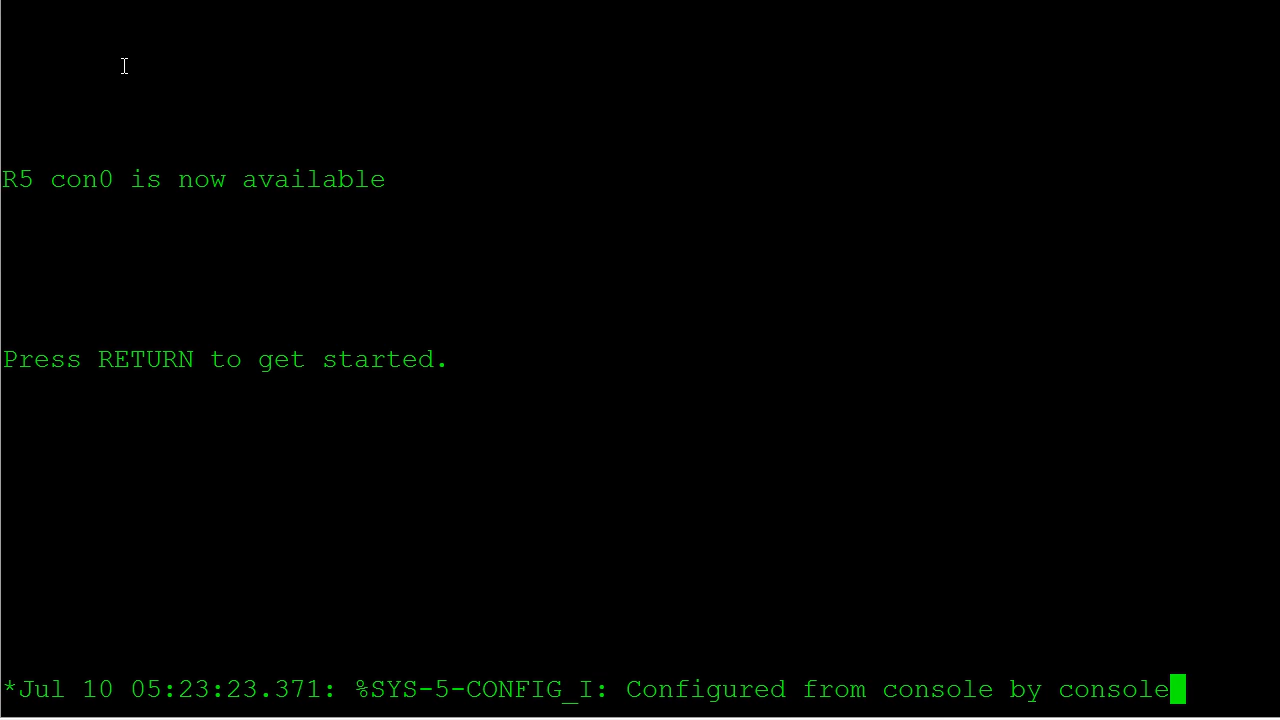 R5 con0 is now available
Press RETURN to get started.
*Jul 10 05:23:23.371: %SYS-5-CONFIG_I: Configured from console by console